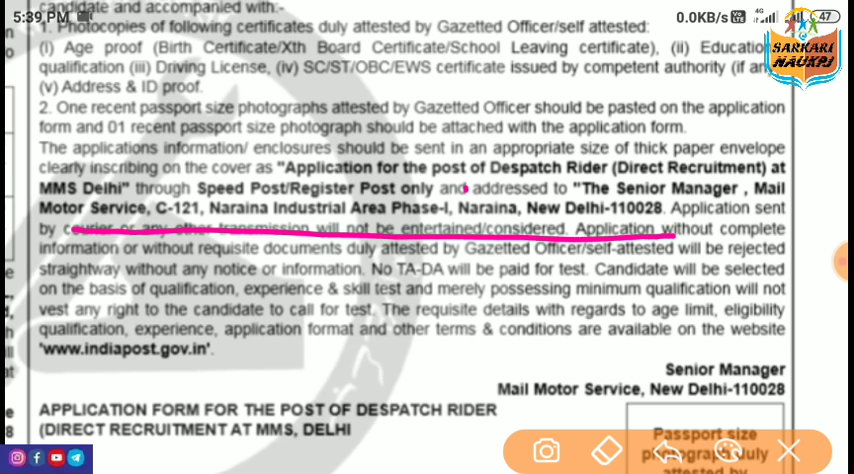 candidate and accompanied with:-
5:39 PM
0.0KB/s
4G
47
1. Photocopies of following certificates duly attested by Gazetted Officer/self attested:
(i) Age proof (Birth Certificate/Xth Board Certificate/School Leaving certificate), (ii) Education
qualification (iii) Driving License, (iv) SC/ST/OBC/EWS certificate issued by competent authority (if any)
(v) Address & ID proof.
SARKARI
NAUKRI
2. One recent passport size photographs attested by Gazetted Officer should be pasted on the application
form and 01 recent passport size photograph should be attached with the application form.
The applications information/ enclosures should be sent in an appropriate size of thick paper envelope
clearly inscribing on the cover as "Application for the post of Despatch Rider (Direct Recruitment) at
MMS Delhi" through Speed Post/Register Post only and addressed to "The Senior Manager , Mail
Motor Service, C-121, Naraina Industrial Area Phase-I, Naraina, New Delhi-110028. Application sent
by courier or any other transmission will not be entertained/considered. Application without complete
information or without requisite documents duly attested by Gazetted Officer/self-attested will be rejected
straightway without any notice or information. No TA-DA will be paid for test. Candidate will be selected
on the basis of qualification, experience & skill test and merely possessing minimum qualification will not
vest any right to the candidate to call for test. The requisite details with regards to age limit, eligibility
qualification, experience, application format and other terms & conditions are available on the website
'www.indiapost.gov.in'.
Senior Manager
Mail Motor Service, New Delhi-110028
APPLICATION FORM FOR THE POST OF DESPATCH RIDER
(DIRECT RECRUITMENT AT MMS, DELHI
Passport size
photograph duly
attested by